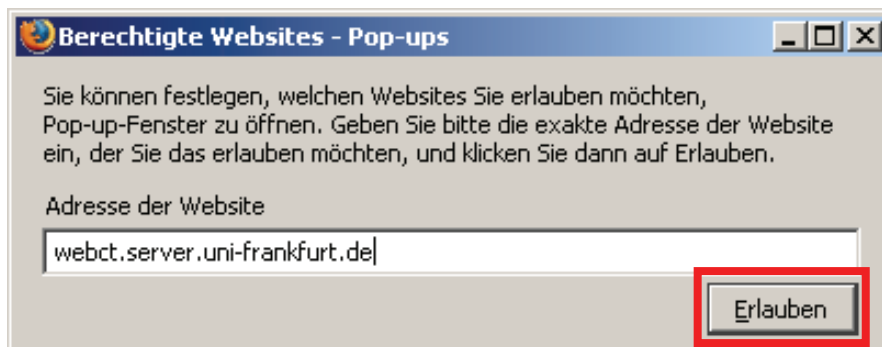 Berechtigte Websites - Pop-ups
Sie können festlegen, welchen Websites Sie erlauben möchten,
Pop-up-Fenster zu öffnen. Geben Sie bitte die exakte Adresse der Website
ein, der Sie das erlauben möchten, und klicken Sie dann auf Erlauben.
Adresse der Website
webct.server.uni-frankfurt.de
Erlauben